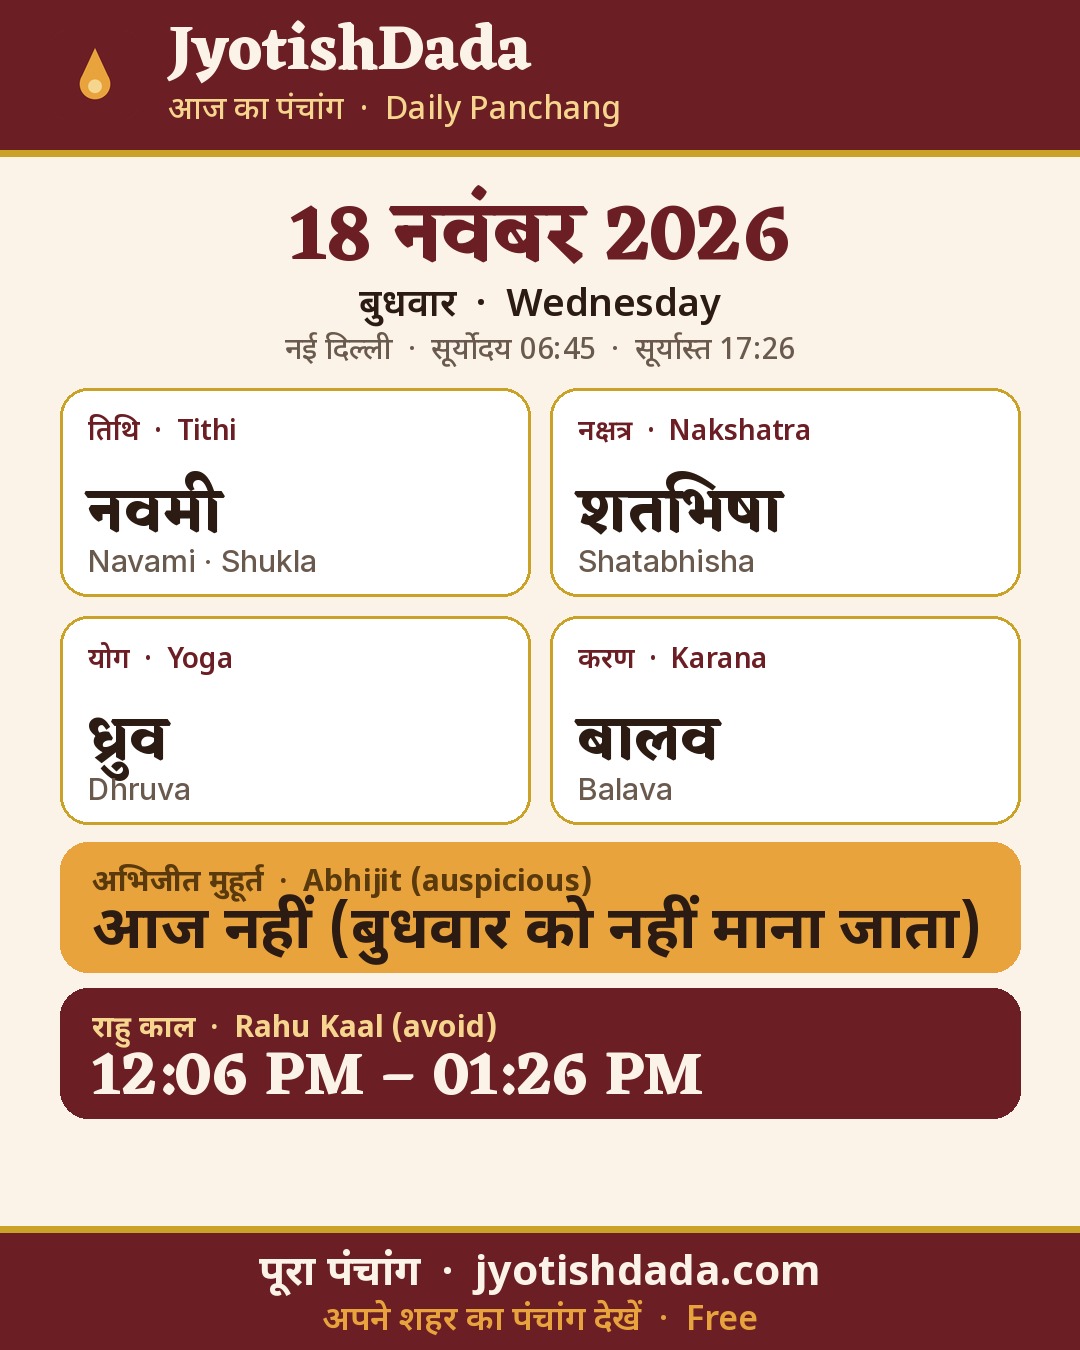 JyotishDada
आज का पंचांग · Daily Panchang
18 नवंबर 2026
बुधवार · Wednesday
नई दिल्ली · सूर्योदय 06:45 · सूर्यास्त 17:26
तिथि · Tithi
नवमी
Navami · Shukla
नक्षत्र · Nakshatra
शतभिषा
Shatabhisha
योग · Yoga
ध्रुव
Dhruva
करण · Karana
बालव
Balava
अभिजीत मुहूर्त · Abhijit (auspicious)
आज नहीं (बुधवार को नहीं माना जाता)
राहु काल · Rahu Kaal (avoid)
12:06 PM – 01:26 PM
पूरा पंचांग · jyotishdada.com
अपने शहर का पंचांग देखें · Free